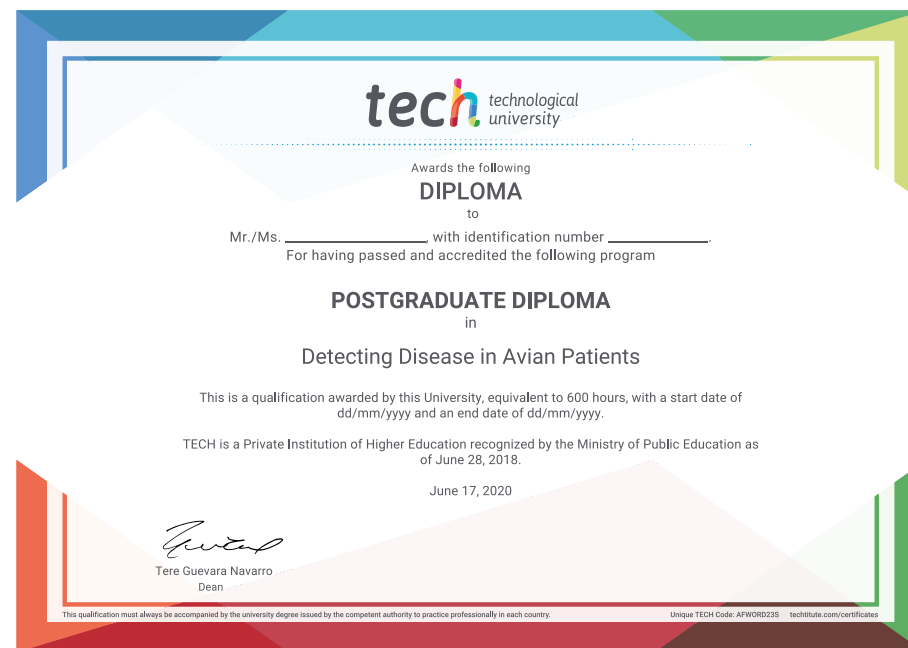 tech technological
university
Awards the following
DIPLOMA
to
Mr./Ms. ____________, with identification number ____________.
For having passed and accredited the following program
POSTGRADUATE DIPLOMA
in
Detecting Disease in Avian Patients
This is a qualification awarded by this University, equivalent to 600 hours, with a start date of
dd/mm/yyyy and an end date of dd/mm/yyyy.
TECH is a Private Institution of Higher Education recognized by the Ministry of Public Education as
of June 28, 2018.
June 17, 2020
Tere Guevara Navarro
Dean
This qualification must always be accompanied by the university degree issued by the competent authority to practice professionally in each country.
Unique TECH Code: AFWORD23S techtitute.com/certificates